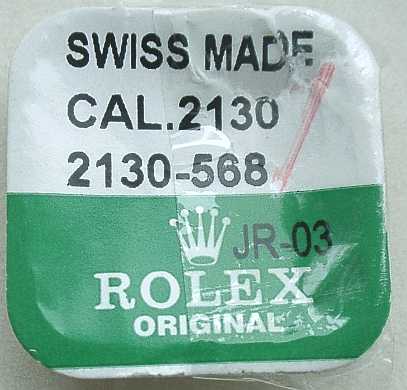 SWISS MADE
CAL.2130
2130-568
JR-03
ROLEX
ORIGINAL